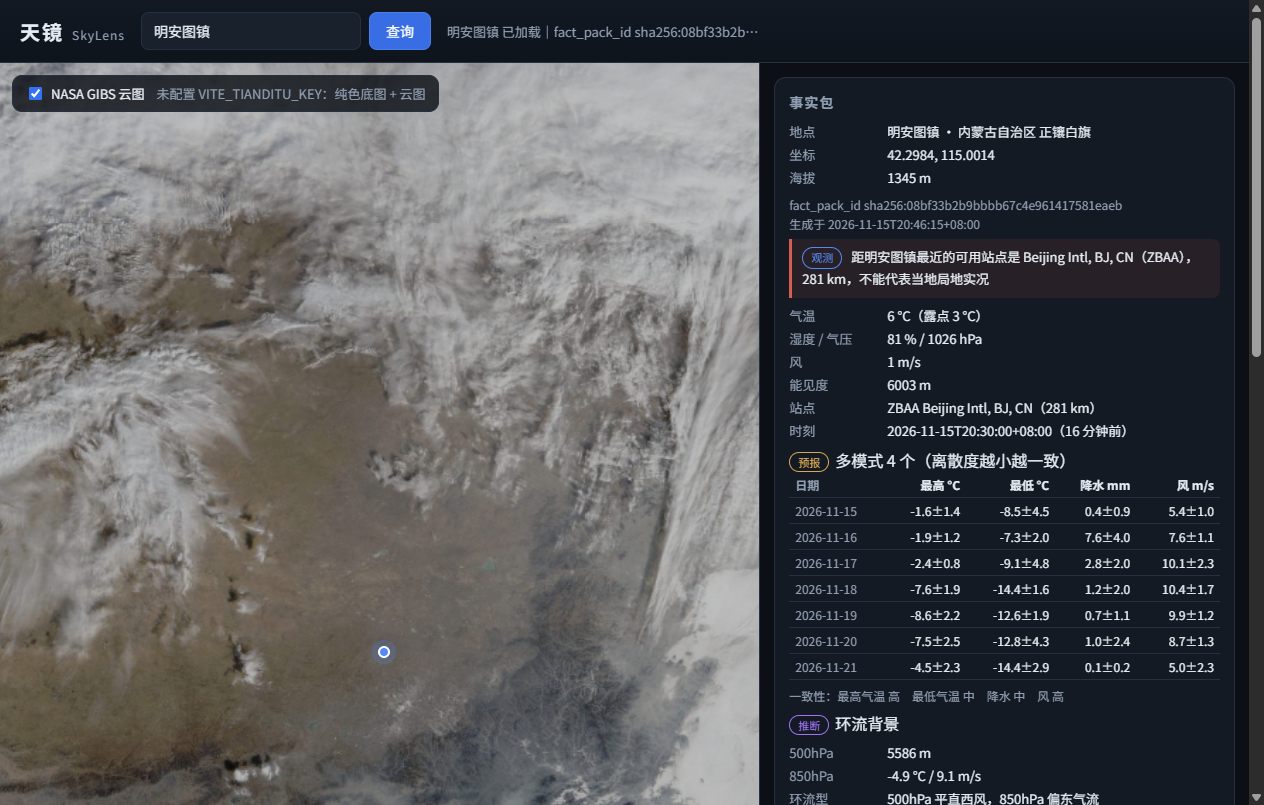 天镜 SkyLens 明安图镇 查询 明安图镇 已加载｜fact_pack_id sha256:08bf33b2b…
NASA GIBS 云图 未配置 VITE_TIANDITU_KEY：纯色底图 + 云图
事实包
地点 明安图镇 · 内蒙古自治区 正镶白旗
坐标 42.2984, 115.0014
海拔 1345 m
fact_pack_id sha256:08bf33b2b9bbbb67c4e961417581eaeb
生成于 2026-11-15T20:46:15+08:00
观测 距明安图镇最近的可用站点是 Beijing Intl, BJ, CN（ZBAA），
281 km，不能代表当地局地实况
气温 6 °C（露点 3 °C）
湿度 / 气压 81 % / 1026 hPa
风 1 m/s
能见度 6003 m
站点 ZBAA Beijing Intl, BJ, CN（281 km）
时刻 2026-11-15T20:30:00+08:00（16 分钟前）
预报 多模式 4 个（离散度越小越一致）
日期 最高 °C 最低 °C 降水 mm 风 m/s
2026-11-15 -1.6±1.4 -8.5±4.5 0.4±0.9 5.4±1.0
2026-11-16 -1.9±1.2 -7.3±2.0 7.6±4.0 7.6±1.1
2026-11-17 -2.4±0.8 -9.1±4.8 2.8±2.0 10.1±2.3
2026-11-18 -7.6±1.9 -14.4±1.6 1.2±2.0 10.4±1.7
2026-11-19 -8.6±2.2 -12.6±1.9 0.7±1.1 9.9±1.2
2026-11-20 -7.5±2.5 -12.8±4.3 1.0±2.4 8.7±1.3
2026-11-21 -4.5±2.3 -14.4±2.9 0.1±0.2 5.0±2.3
一致性： 最高气温 高 最低气温 中 降水 中 风 高
推断 环流背景
500hPa 5586 m
850hPa -4.9 °C / 9.1 m/s
环流型 500hPa 平直西风，850hPa 偏东气流